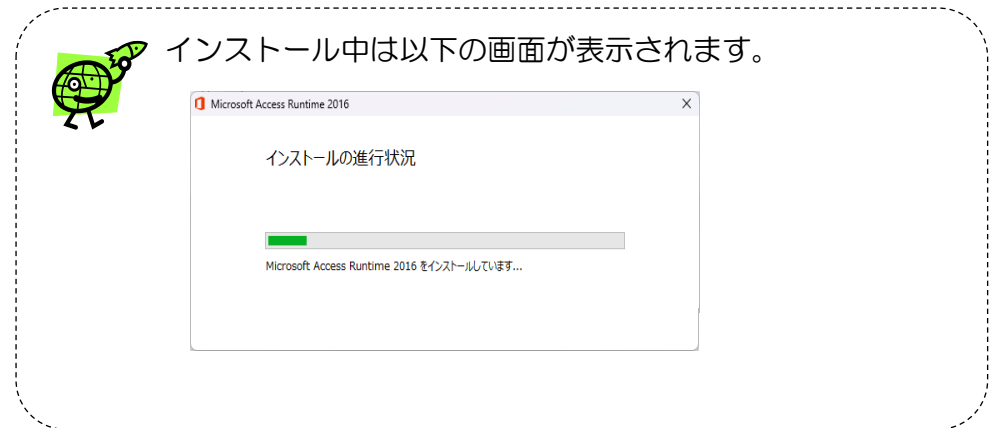 インストール中は以下の画面が表示されます。
Microsoft Access Runtime 2016
インストールの進行状況
Microsoft Access Runtime 2016 をインストールしています...